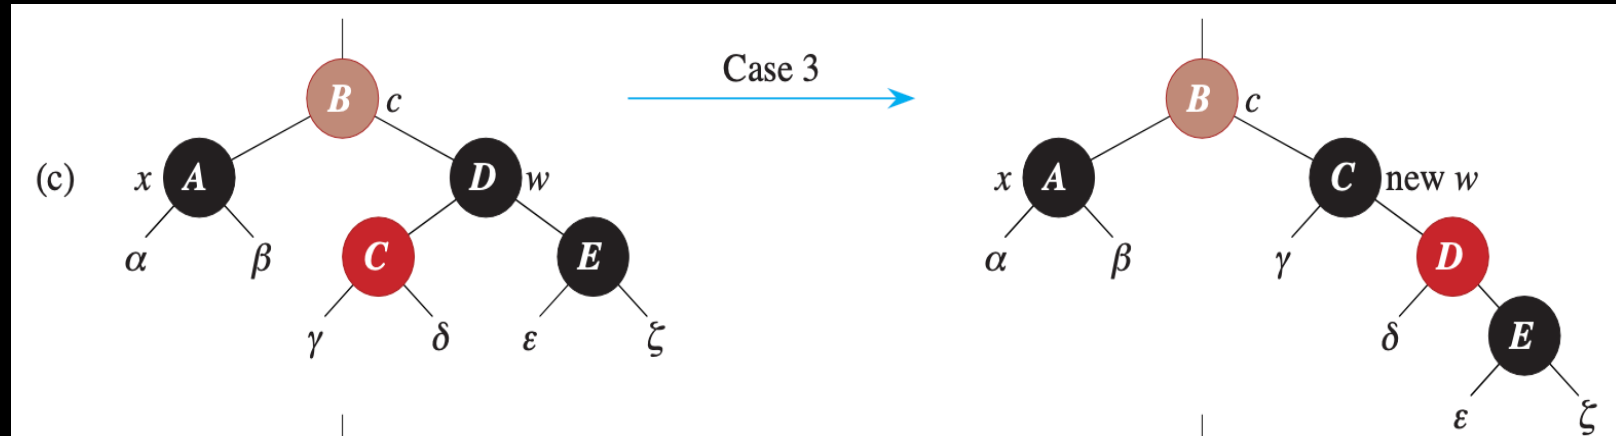 Case 3
B c B c
(c) x A D w x A C new w
α β C E α β γ D
γ δ ε ζ δ E
ε ζ